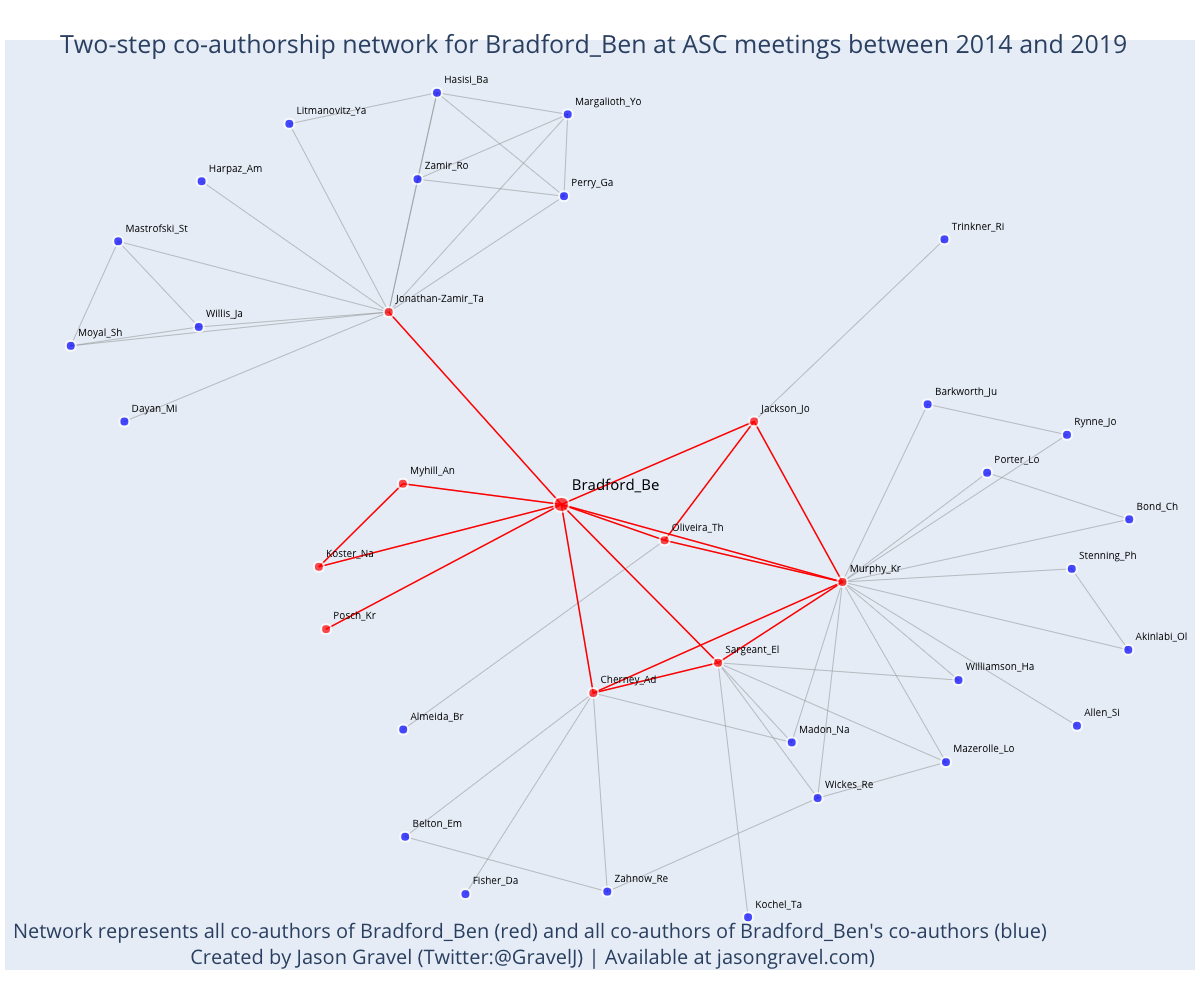 Two-step co-authorship network for Bradford_Ben at ASC meetings between 2014 and 2019
Hasisi_Ba
Margalioth_Yo
Litmanovitz_Ya
Zamir_Ro
Harpaz_Am
Perry_Ga
Mastrofski_St
Trinkner_Ri
Jonathan-Zamir_Ta
Willis_Ja
Moyal_Sh
Barkworth_Ju
Dayan_Mi
Jackson_Jo
Rynne_Jo
Porter_Lo
Myhill_An
Bradford_Be
Bond_Ch
Oliveira_Th
Koster_Na
Stenning_Ph
Murphy_Kr
Posch_Kr
Akinlabi_Ol
Sargeant_El
Williamson_Ha
Cherney_Ad
Allen_Si
Almeida_Br
Madon_Na
Mazerolle_Lo
Wickes_Re
Belton_Em
Fisher_Da
Zahnow_Re
Kochel_Ta
Network represents all co-authors of Bradford_Ben (red) and all co-authors of Bradford_Ben's co-authors (blue)
Created by Jason Gravel (Twitter:@GravelJ) | Available at jasongravel.com)